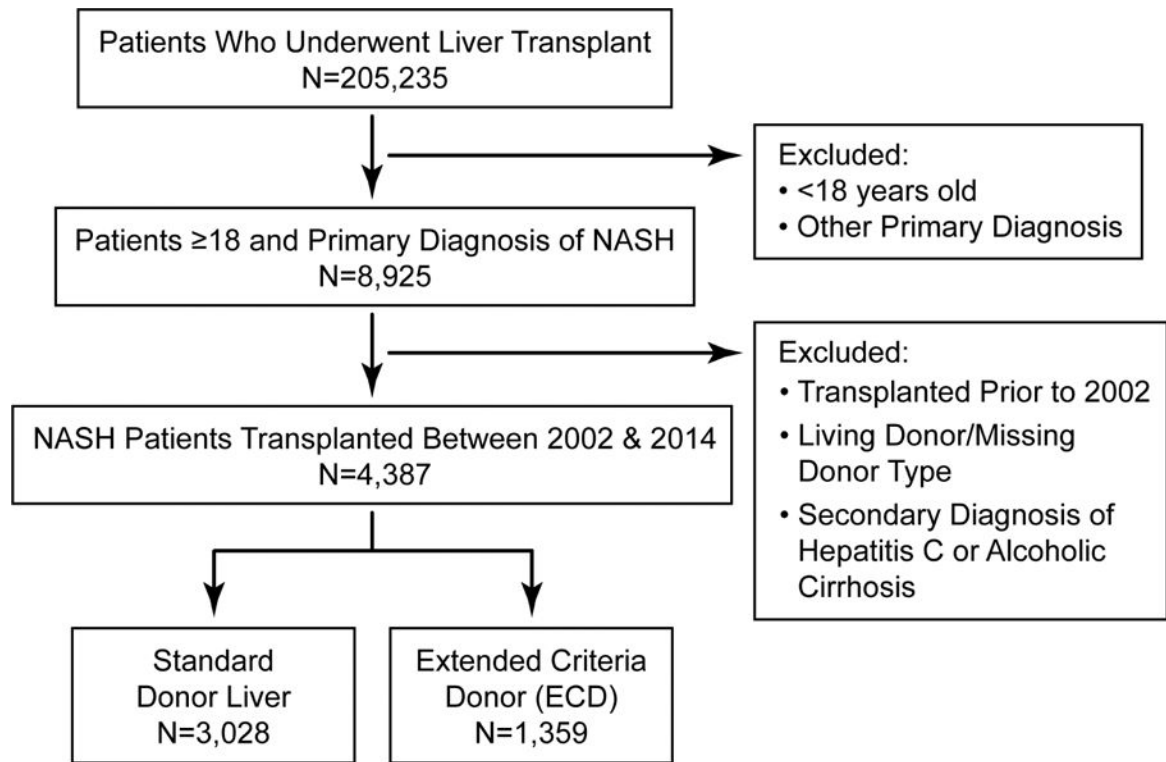 Patients Who Underwent Liver Transplant
N=205,235
Excluded:
• <18 years old
• Other Primary Diagnosis
Patients ≥18 and Primary Diagnosis of NASH
N=8,925
Excluded:
• Transplanted Prior to 2002
• Living Donor/Missing
Donor Type
• Secondary Diagnosis of
Hepatitis C or Alcoholic
Cirrhosis
NASH Patients Transplanted Between 2002 & 2014
N=4,387
Standard
Donor Liver
N=3,028
Extended Criteria
Donor (ECD)
N=1,359